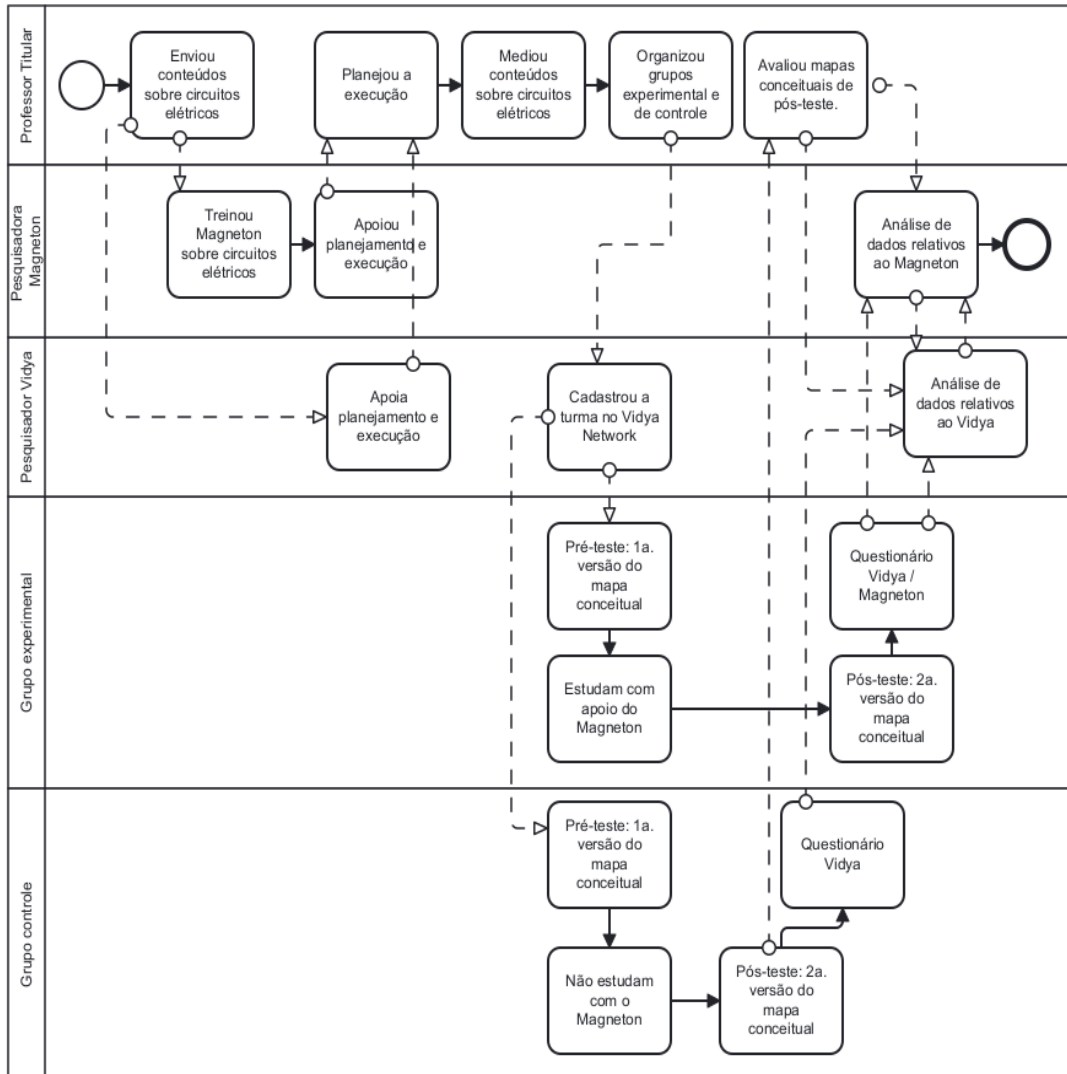 Professor Titular
Enviou
conteúdos
sobre circuitos
elétricos
Planejou a
execução
Mediou
conteúdos
sobre circuitos
elétricos
Organizou
grupos
experimental e
de controle
Avaliou mapas
conceituais de
pós-teste.
Pesquisadora
Magneton
Treinou
Magneton
sobre circuitos
elétricos
Apoiou
planejamento e
execução
Análise de
dados relativos
ao Magneton
Pesquisador Vidya
Apoia
planejamento e
execução
Cadastrou a
turma no Vidya
Network
Análise de
dados relativos
ao Vidya
Grupo experimental
Pré-teste: 1a.
versão do
mapa
conceitual
Questionário
Vidya /
Magneton
Estudam com
apoio do
Magneton
Pós-teste: 2a.
versão do
mapa
conceitual
Grupo controle
Pré-teste: 1a.
versão do
mapa
conceitual
Questionário
Vidya
Não estudam
com o
Magneton
Pós-teste: 2a.
versão do
mapa
conceitual